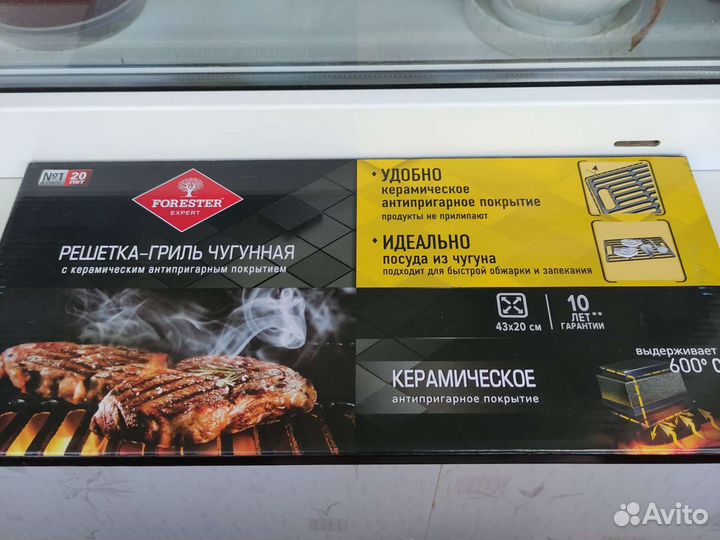 №1
20
ЛЕТ
FORESTER
EXPERT
РЕШЕТКА-ГРИЛЬ ЧУГУННАЯ
с керамическим антипригарным покрытием
• УДОБНО
керамическое
антипригарное покрытие
продукты не прилипают
• ИДЕАЛЬНО
посуда из чугуна
подходит для быстрой обжарки и запекания
43x20 см
10
ЛЕТ**
ГАРАНТИИ
КЕРАМИЧЕСКОЕ
антипригарное покрытие
выдерживает
600° C
Avito